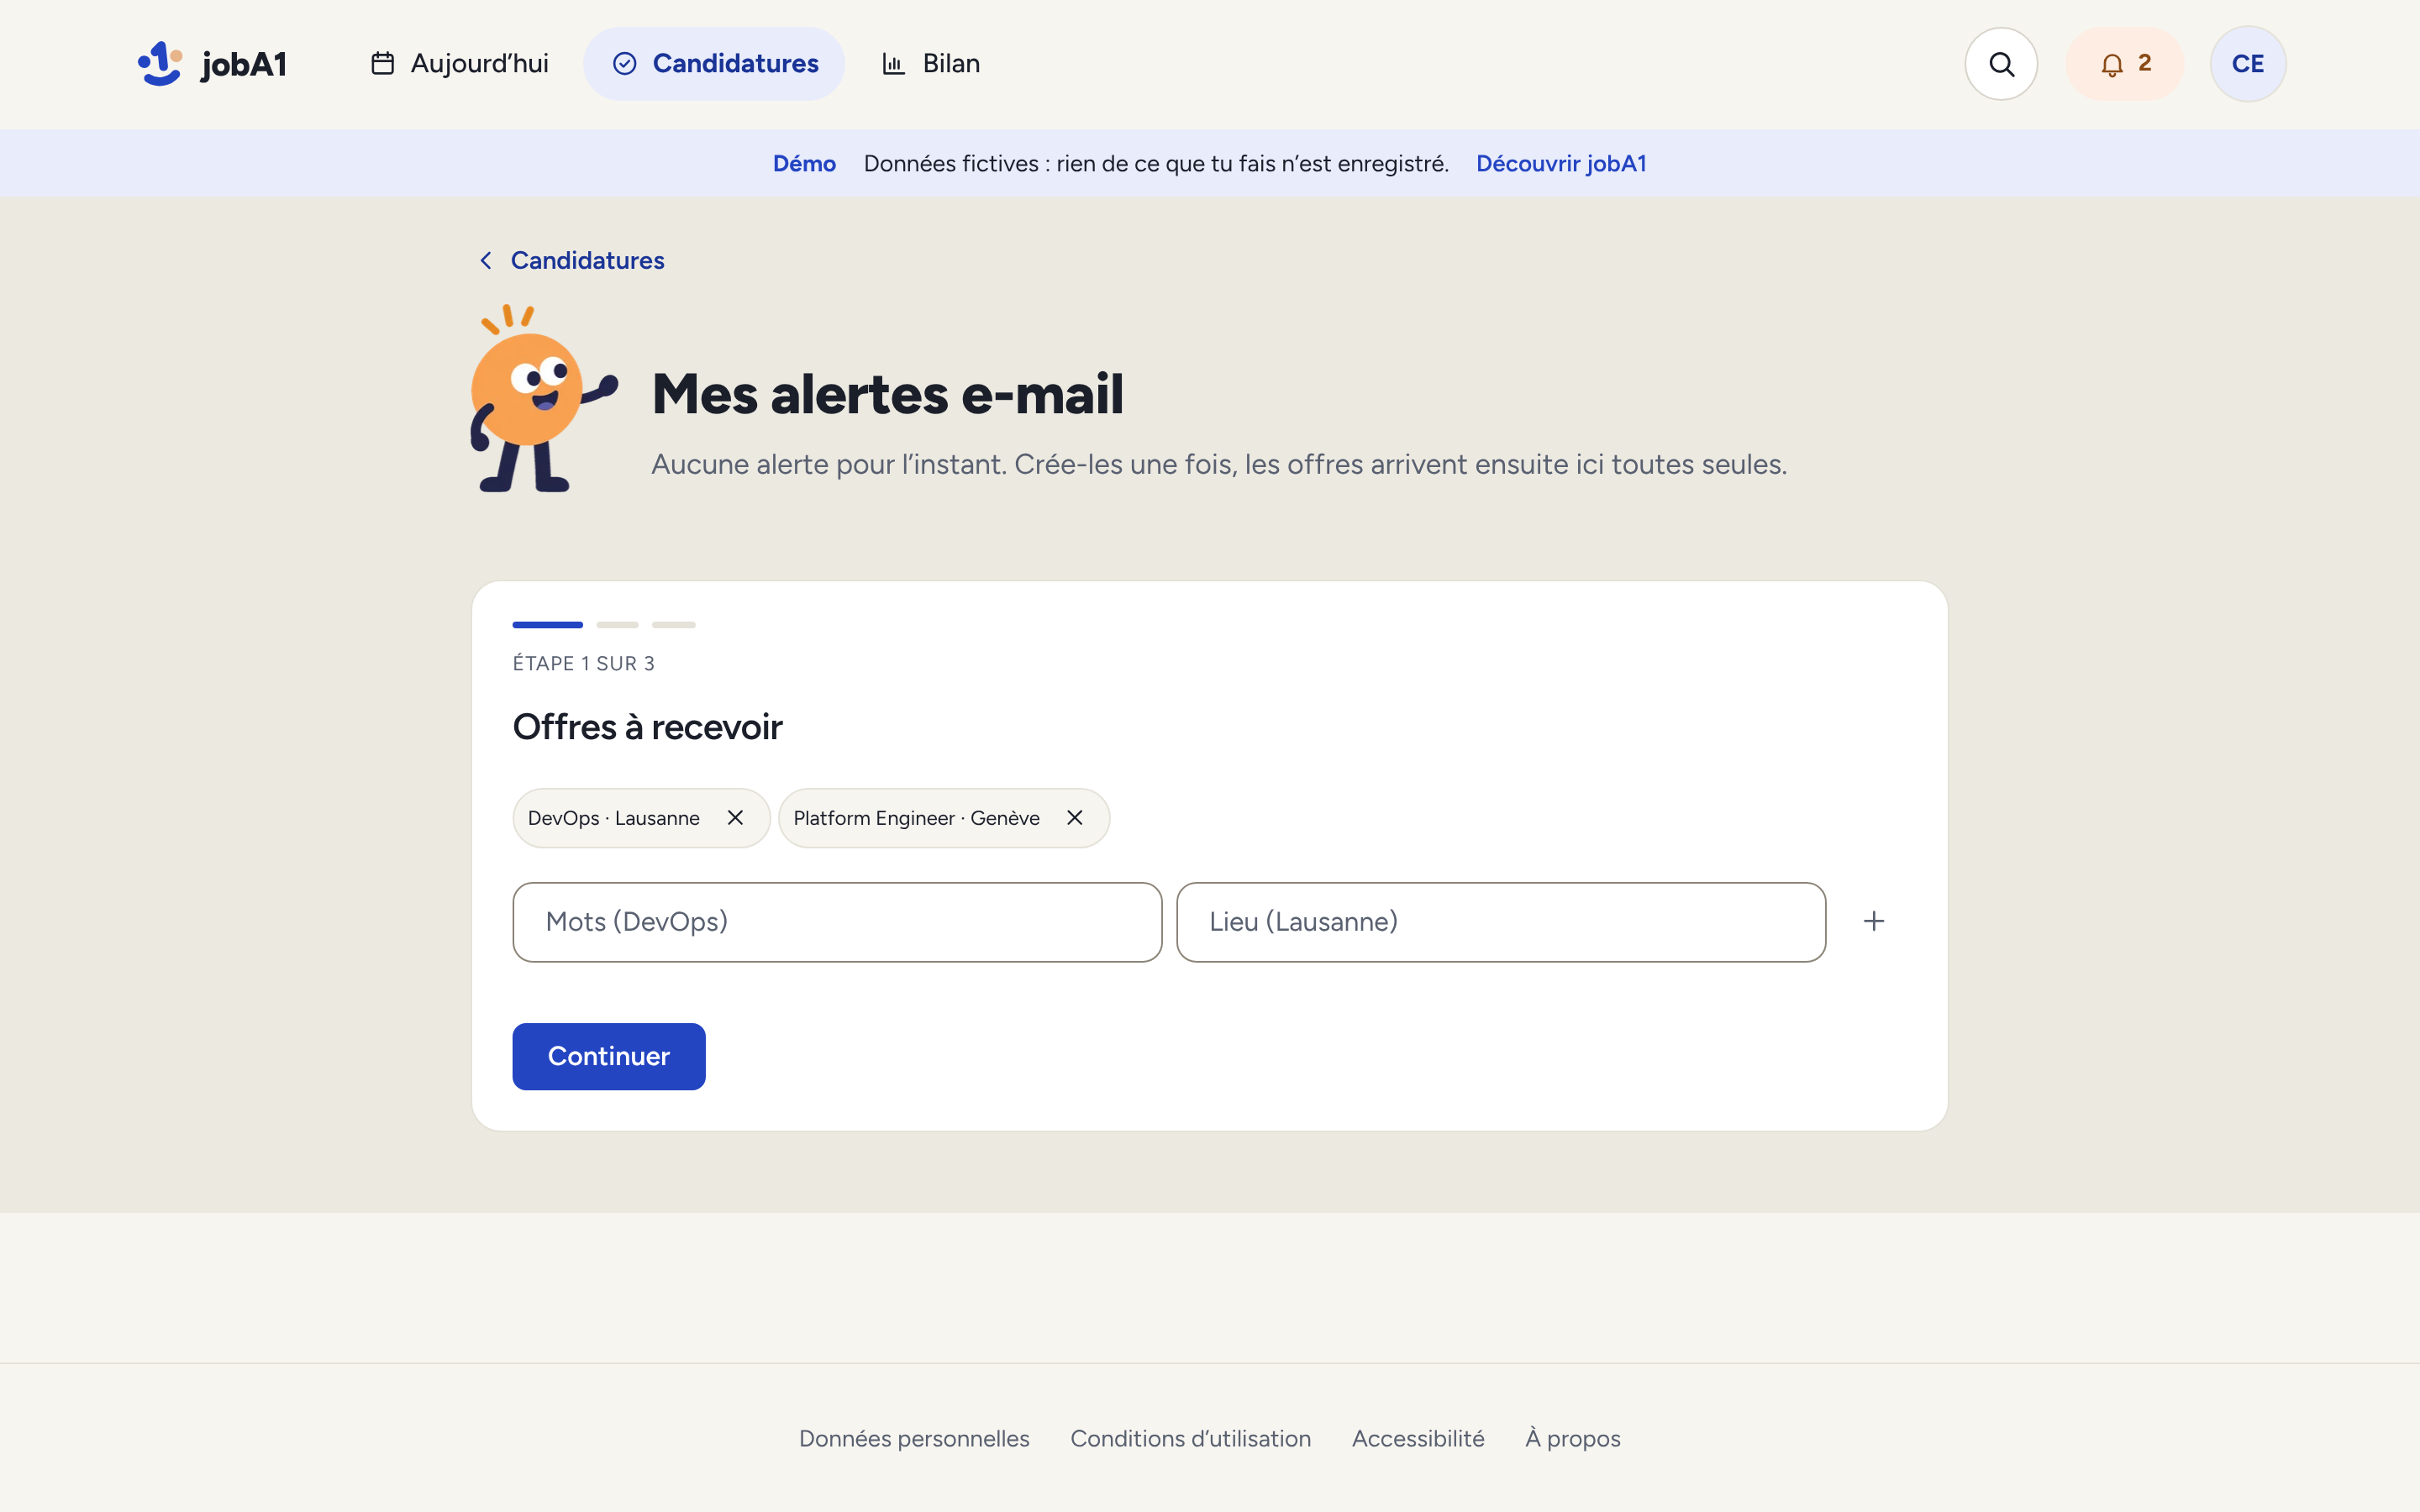 jobA1
Aujourd’hui
Candidatures
Bilan
2
CE
Démo Données fictives : rien de ce que tu fais n’est enregistré. Découvrir jobA1
Candidatures
Mes alertes e-mail
Aucune alerte pour l’instant. Crée-les une fois, les offres arrivent ensuite ici toutes seules.
ÉTAPE 1 SUR 3
Offres à recevoir
DevOps · Lausanne
Platform Engineer · Genève
Mots (DevOps)
Lieu (Lausanne)
Continuer
Données personnelles
Conditions d’utilisation
Accessibilité
À propos